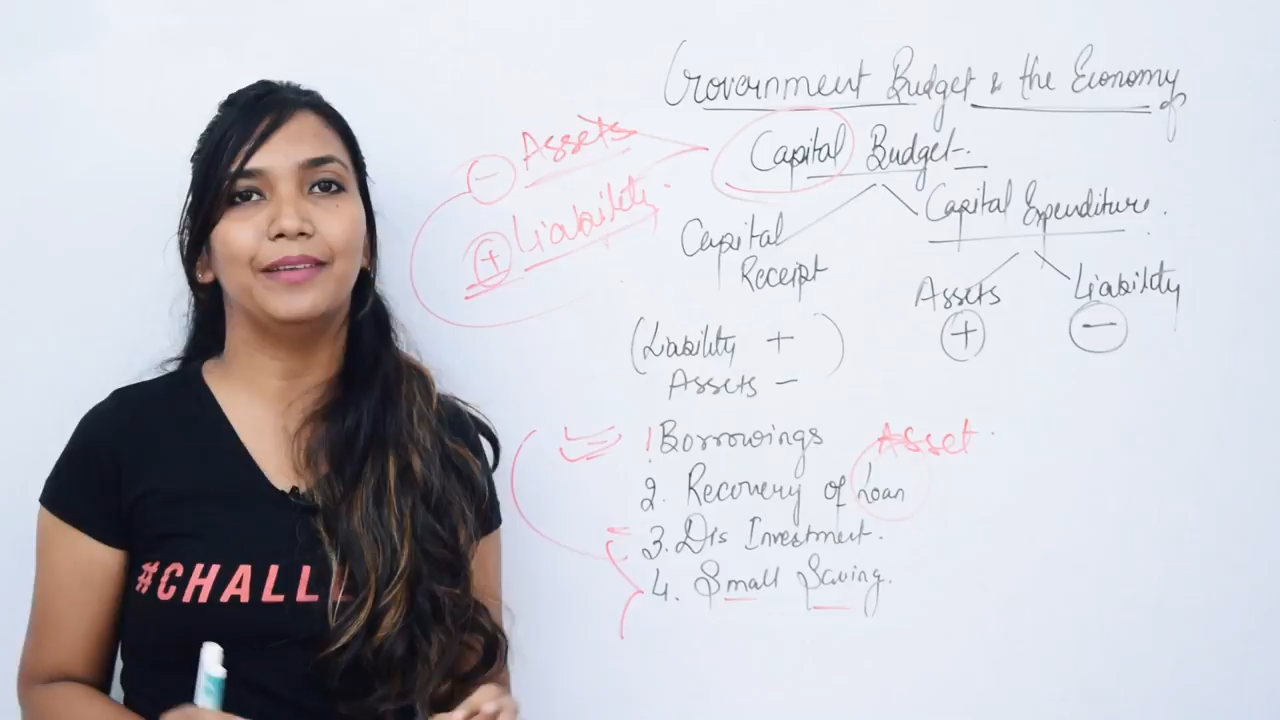 Government Budget & the Economy
Capital Budget
- Assets
+ Liability
Capital Receipt
Capital Expenditure.
Assets
+
Liability
-
(Liability +
Assets -)
1 Borrowings
Asset
2. Recovery of Loan
3. Dis Investment.
4. Small Saving.
#CHALL